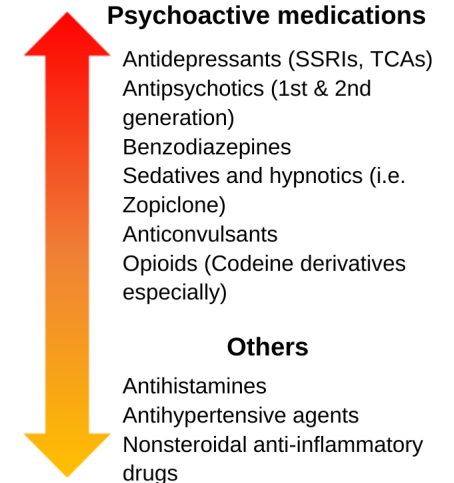 Psychoactive medications
Antidepressants (SSRIs, TCAs)
Antipsychotics (1st & 2nd
generation)
Benzodiazepines
Sedatives and hypnotics (i.e.
Zopiclone)
Anticonvulsants
Opioids (Codeine derivatives
especially)
Others
Antihistamines
Antihypertensive agents
Nonsteroidal anti-inflammatory
drugs